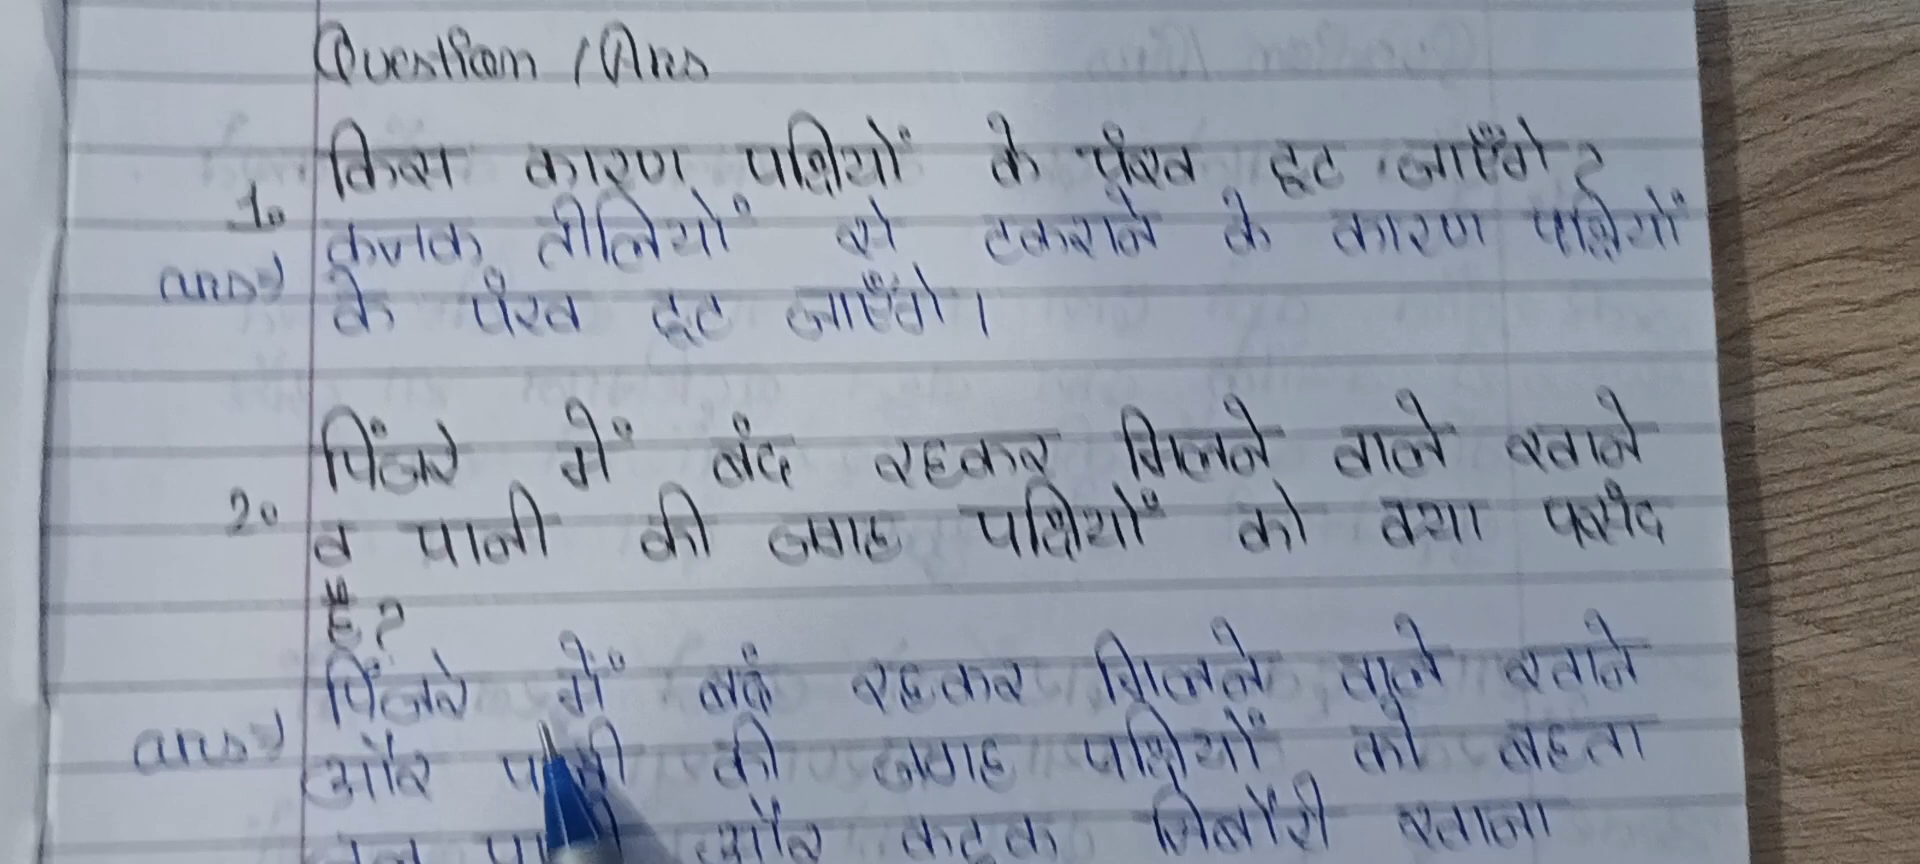 Question / Ans
1. किस कारण पक्षियों के पंख टूट जाएँगे?
ans→ कनक तीलियों से टकराने के कारण पक्षियों
के पंख टूट जाएँगे।
2. पिंजरे में बंद रहकर मिलने वाले खाने
व पानी की जगह पक्षियों को क्या पसंद
है?
ans→ पिंजरे में बदं रहकर मिलने वाले खाने
और की जगह पक्षियों को बहता
और कटुक निबौरी खाना